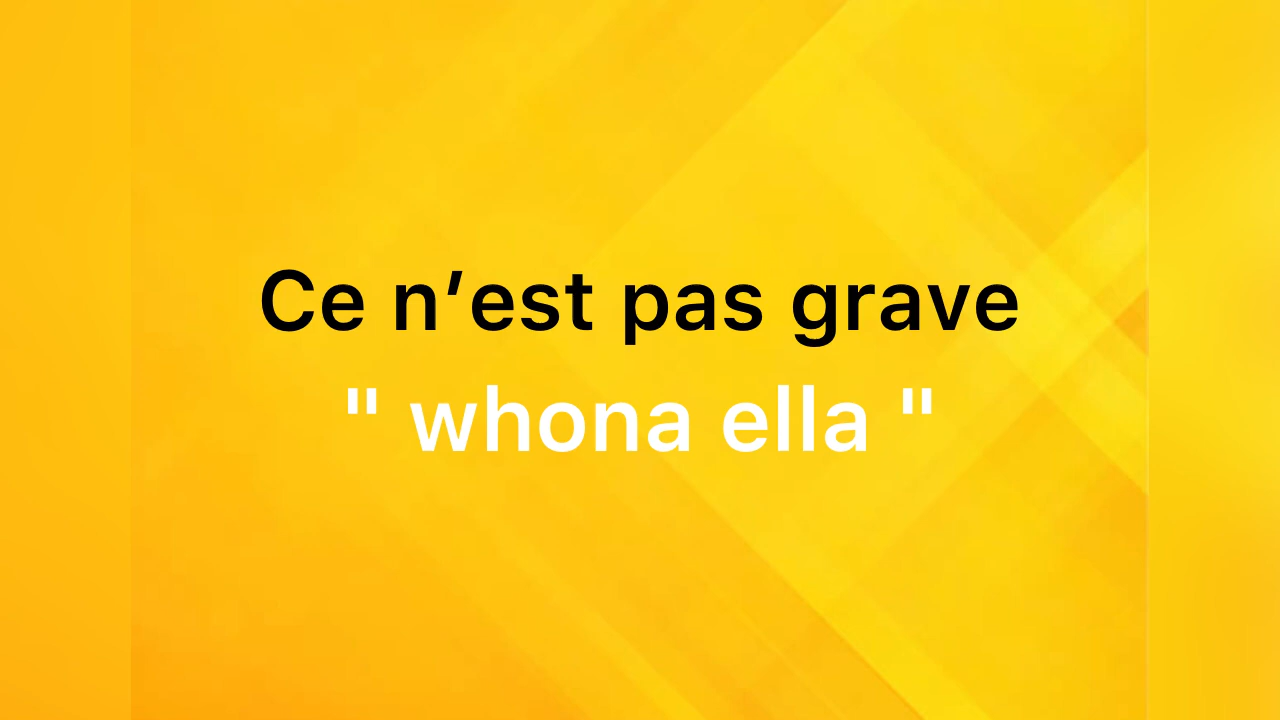 Ce n’est pas grave
" whona ella "